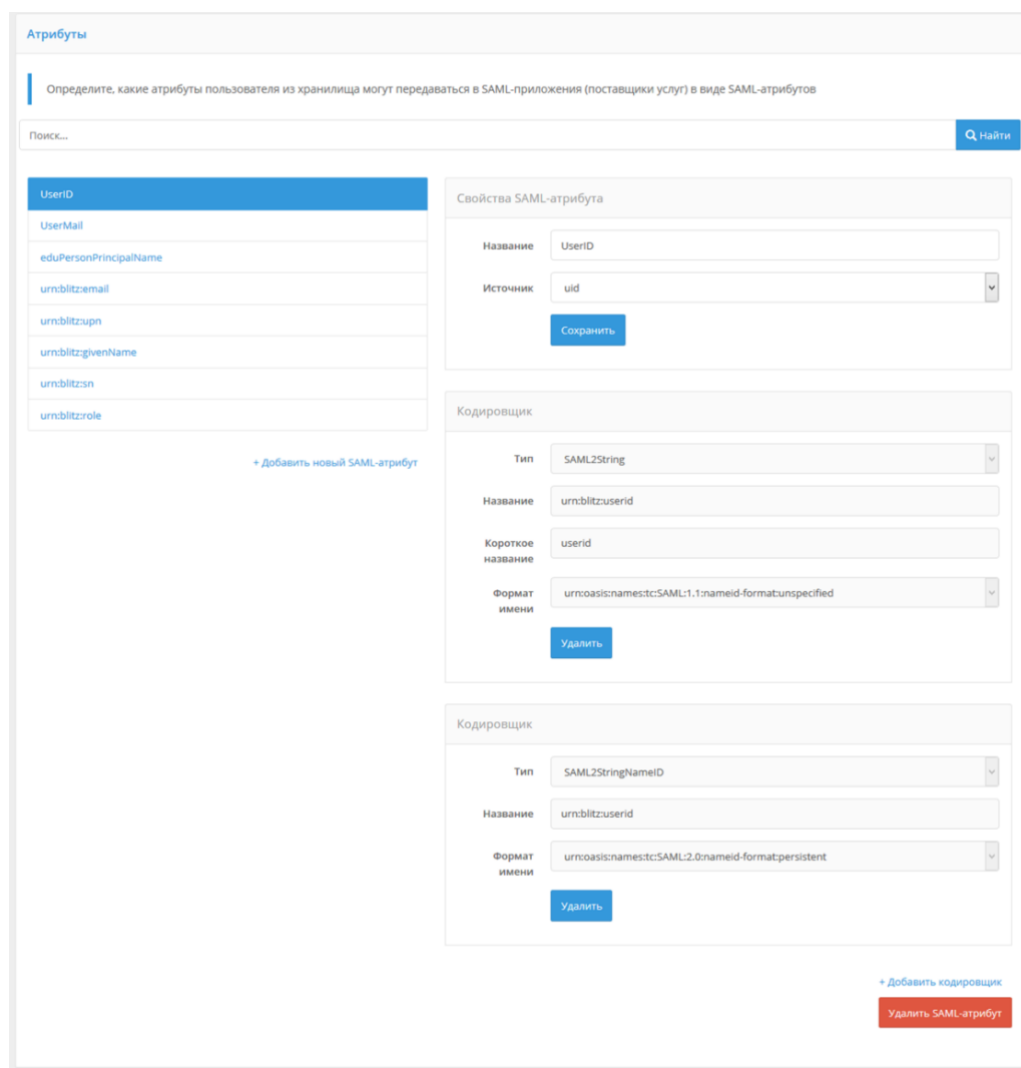 Атрибуты
Определите, какие атрибуты пользователя из хранилища могут передаваться в SAML-приложения (поставщики услуг) в виде SAML-атрибутов
Поиск...
Найти
UserID
UserMail
eduPersonPrincipalName
urn:blitz:email
urn:blitz:upn
urn:blitz:givenName
urn:blitz:sn
urn:blitz:role
+ Добавить новый SAML-атрибут
Свойства SAML-атрибута
Название UserID
Источник uid
Сохранить
Кодировщик
Тип SAML2String
Название urn:blitz:userid
Короткое userid
название
Формат urn:oasis:names:tc:SAML:1.1:nameid-format:unspecified
имени
Удалить
Кодировщик
Тип SAML2StringNameID
Название urn:blitz:userid
Формат urn:oasis:names:tc:SAML:2.0:nameid-format:persistent
имени
Удалить
+ Добавить кодировщик
Удалить SAML-атрибут